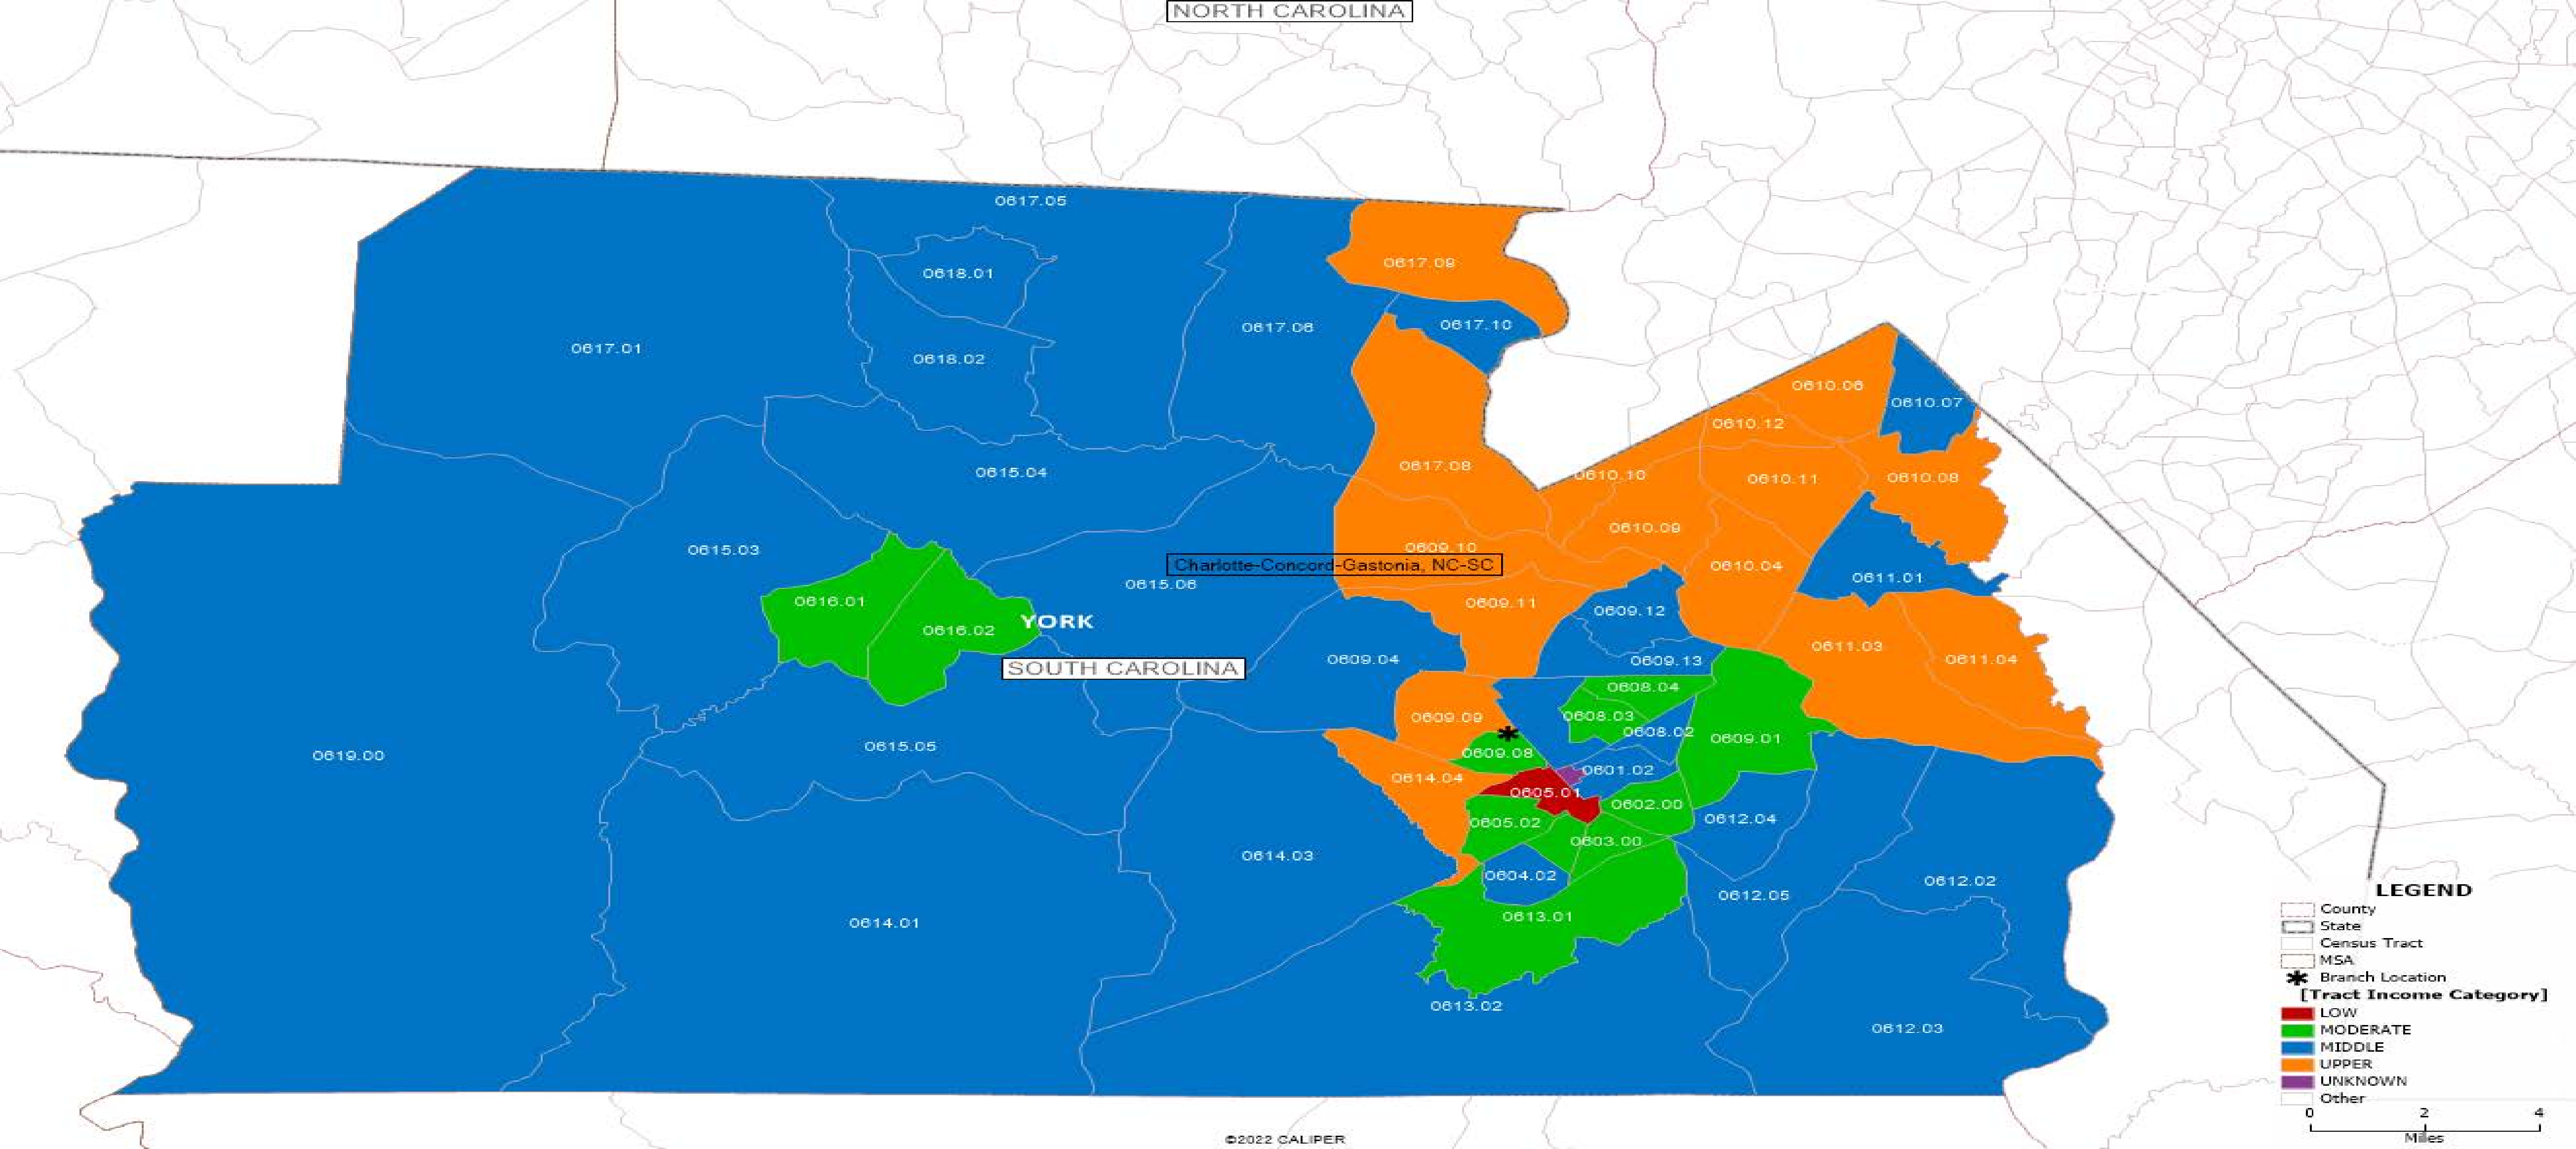 NORTH CAROLINA
0617.05
0617.09
0618.01
0617.06
0617.10
0617.01
0618.02
0610.06
0610.07
0610.12
0617.08
0615.04
0610.10
0610.11
0610.08
0610.09
0615.03
0609.10
Charlotte-Concord-Gastonia, NC-SC
0610.04
0611.01
0615.06
0616.01
0609.11
0609.12
YORK
0616.02
0611.03
SOUTH CAROLINA
0609.04
0609.13
0611.04
0608.04
0609.09
0608.03
0608.02
0609.01
0615.05
0619.00
0609.08
0601.02
0614.04
0605.01
0602.00
0605.02
0612.04
0603.00
0614.03
0604.02
0612.02
0612.05
0614.01
0613.01
0613.02
0612.03
LEGEND
County
State
Census Tract
MSA
Branch Location
[Tract Income Category]
LOW
MODERATE
MIDDLE
UPPER
UNKNOWN
Other
0 2 4
Miles
©2022 CALIPER